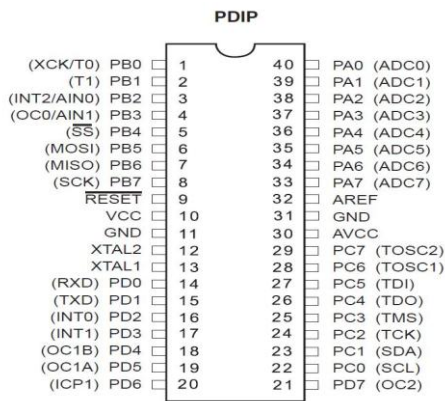 PDIP
(XCK/T0) PB0 1 40 PA0 (ADC0)
(T1) PB1 2 39 PA1 (ADC1)
(INT2/AIN0) PB2 3 38 PA2 (ADC2)
(OC0/AIN1) PB3 4 37 PA3 (ADC3)
(SS) PB4 5 36 PA4 (ADC4)
(MOSI) PB5 6 35 PA5 (ADC5)
(MISO) PB6 7 34 PA6 (ADC6)
(SCK) PB7 8 33 PA7 (ADC7)
RESET 9 32 AREF
VCC 10 31 GND
GND 11 30 AVCC
XTAL2 12 29 PC7 (TOSC2)
XTAL1 13 28 PC6 (TOSC1)
(RXD) PD0 14 27 PC5 (TDI)
(TXD) PD1 15 26 PC4 (TDO)
(INT0) PD2 16 25 PC3 (TMS)
(INT1) PD3 17 24 PC2 (TCK)
(OC1B) PD4 18 23 PC1 (SDA)
(OC1A) PD5 19 22 PC0 (SCL)
(ICP1) PD6 20 21 PD7 (OC2)